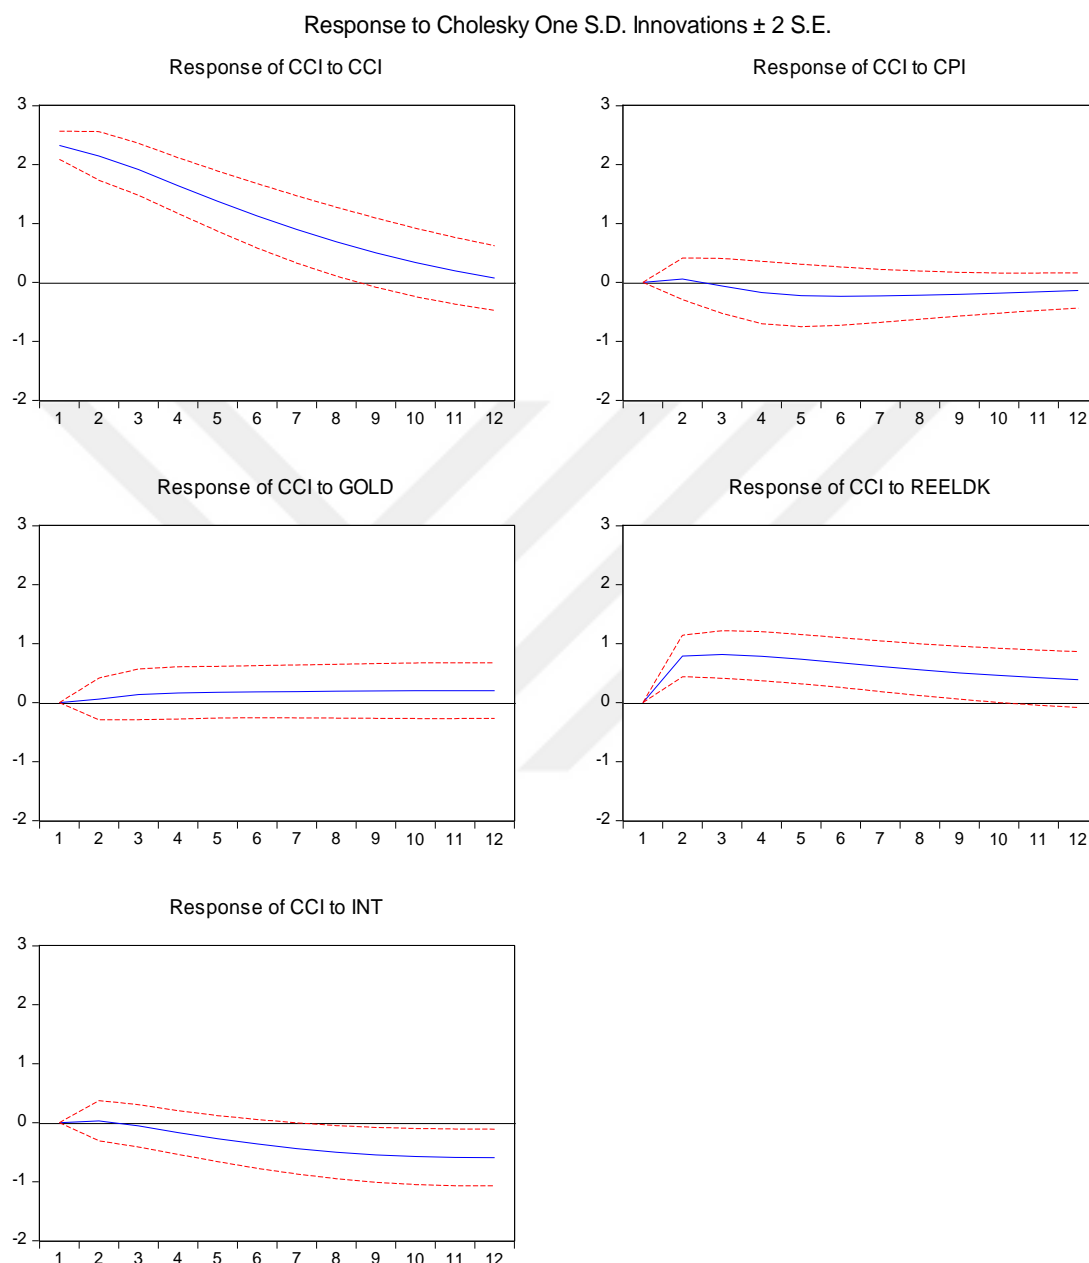 Response to Cholesky One S.D. Innovations ± 2 S.E.
Response of CCI to CCI
3
2
1
0
-1
-2
1 2 3 4 5 6 7 8 9 10 11 12
Response of CCI to CPI
3
2
1
0
-1
-2
1 2 3 4 5 6 7 8 9 10 11 12
Response of CCI to GOLD
3
2
1
0
-1
-2
1 2 3 4 5 6 7 8 9 10 11 12
Response of CCI to REELDK
3
2
1
0
-1
-2
1 2 3 4 5 6 7 8 9 10 11 12
Response of CCI to INT
3
2
1
0
-1
-2
1 2 3 4 5 6 7 8 9 10 11 12